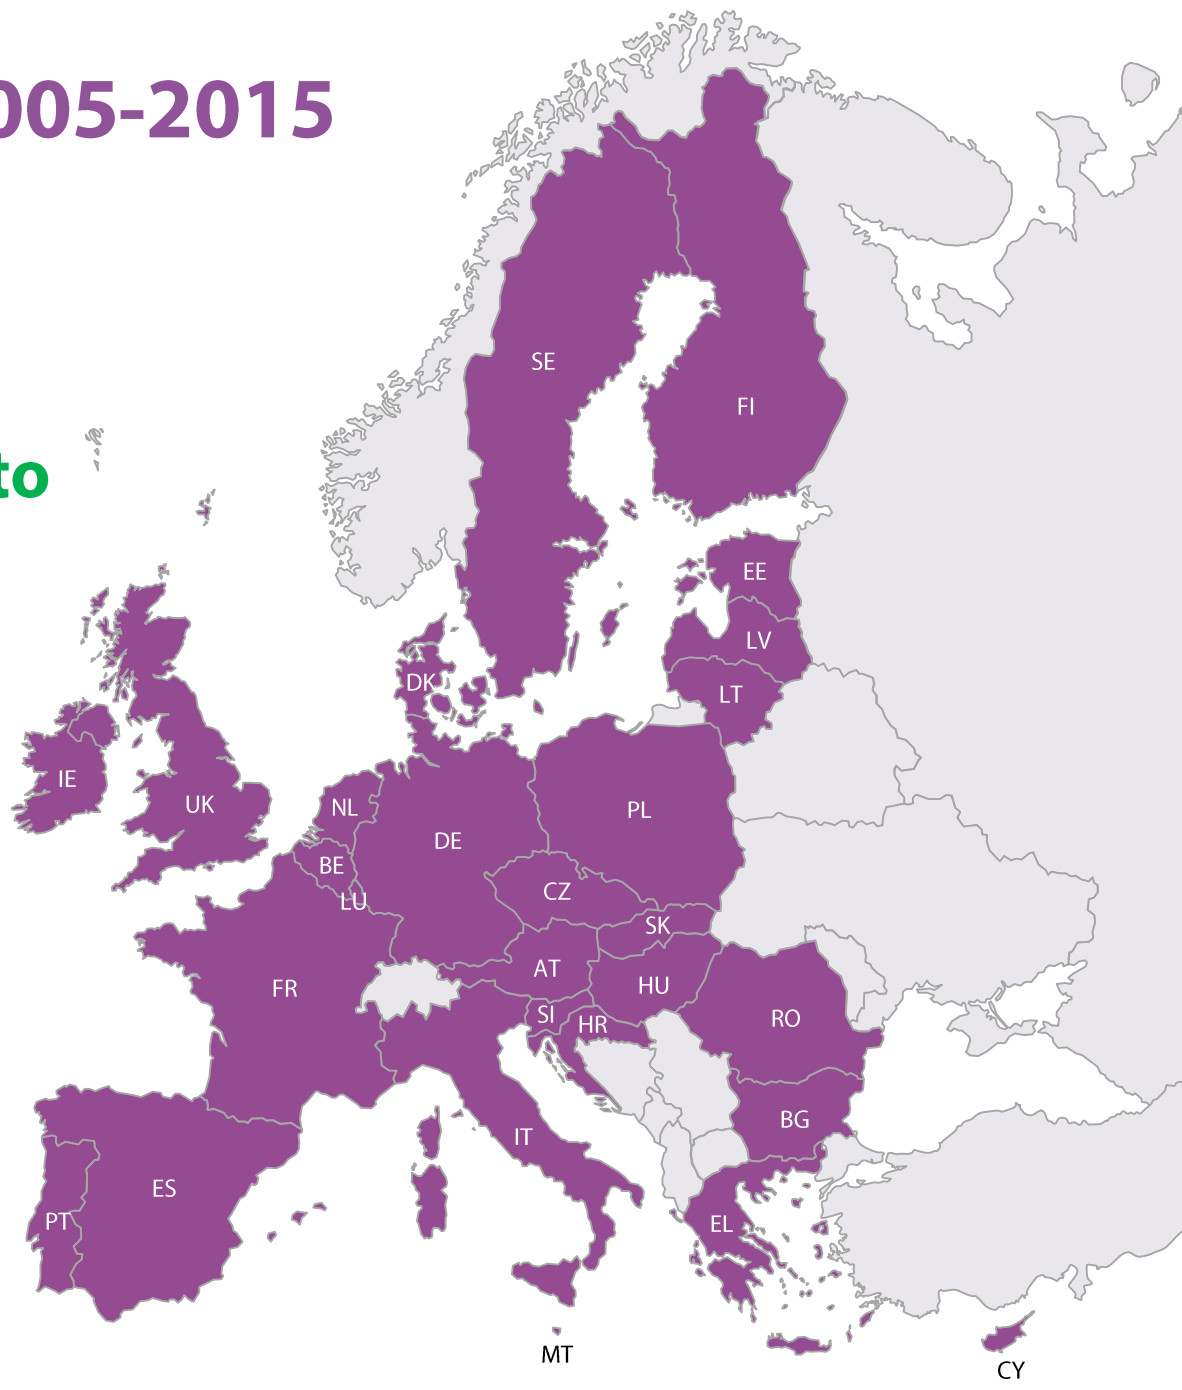 005-2015
SE
FI
to
EE
LV
DK
LT
IE
UK
NL
PL
DE
BE
CZ
LU
SK
AT
HU
FR
SI
HR
RO
BG
IT
ES
PT
EL
MT
CY